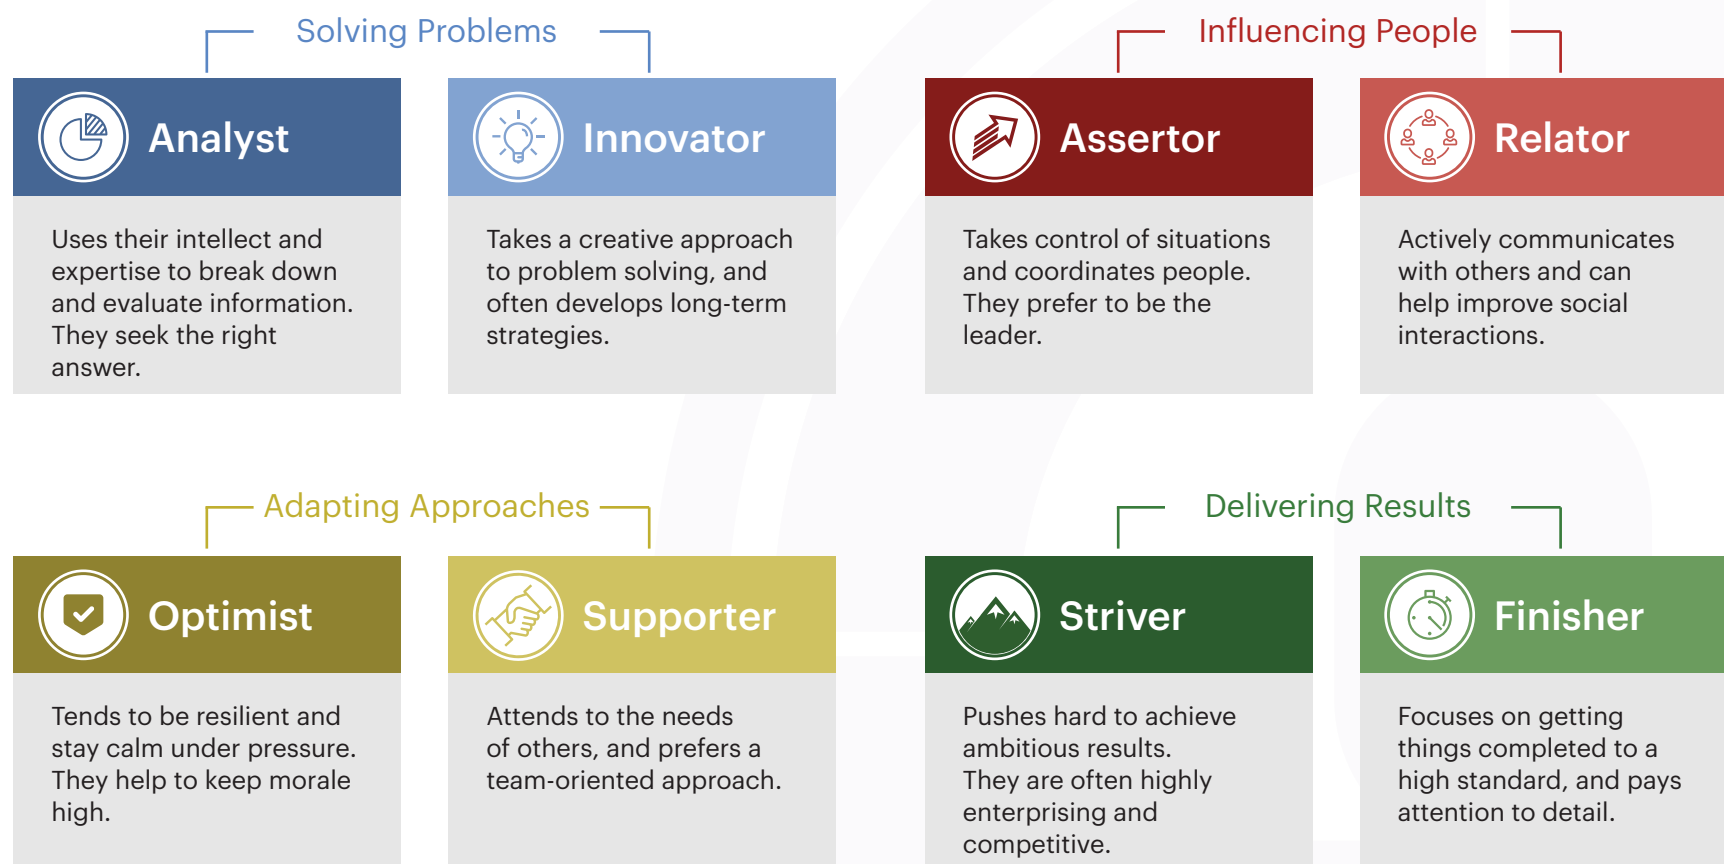 Solving Problems
Influencing People
Analyst
Innovator
Assertor
Relator
Uses their intellect and
expertise to break down
and evaluate information.
They seek the right
answer.
Takes a creative approach
to problem solving, and
often develops long-term
strategies.
Takes control of situations
and coordinates people.
They prefer to be the
leader.
Actively communicates
with others and can
help improve social
interactions.
Adapting Approaches
Delivering Results
Optimist
Supporter
Striver
Finisher
Tends to be resilient and
stay calm under pressure.
They help to keep morale
high.
Attends to the needs
of others, and prefers a
team-oriented approach.
Pushes hard to achieve
ambitious results.
They are often highly
enterprising and
competitive.
Focuses on getting
things completed to a
high standard, and pays
attention to detail.